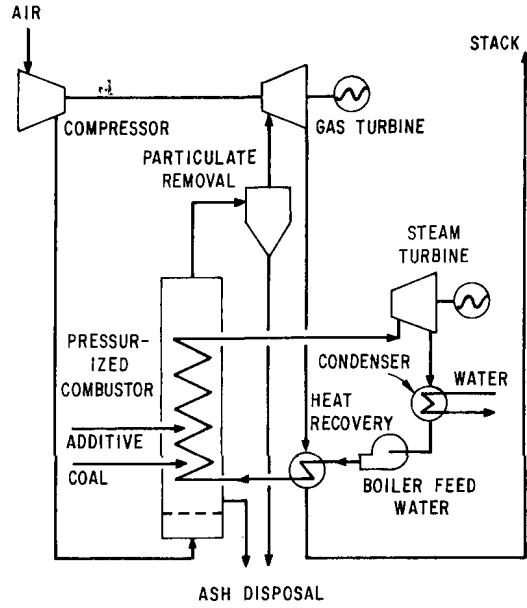 AIR
STACK
COMPRESSOR
GAS TURBINE
PARTICULATE
REMOVAL
STEAM
TURBINE
PRESSUR-
IZED
COMBUSTOR
CONDENSER
WATER
HEAT
RECOVERY
ADDITIVE
COAL
BOILER FEED
WATER
ASH DISPOSAL